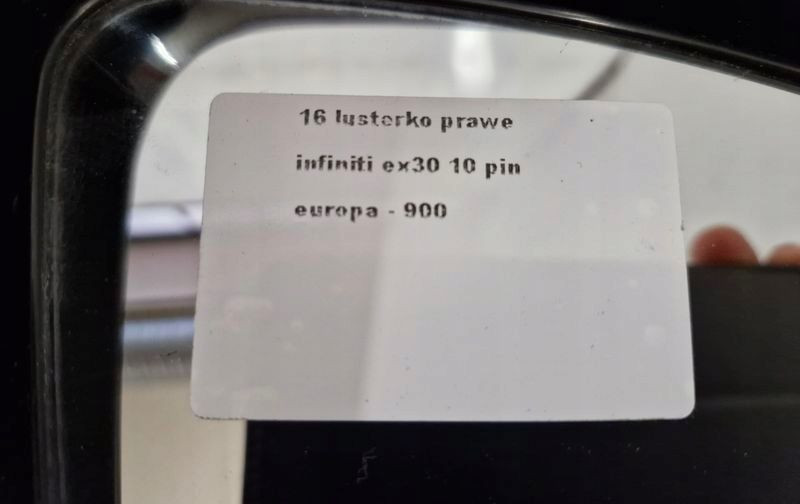 16 lusterko prawe
infiniti ex30 10 pin
europa - 900